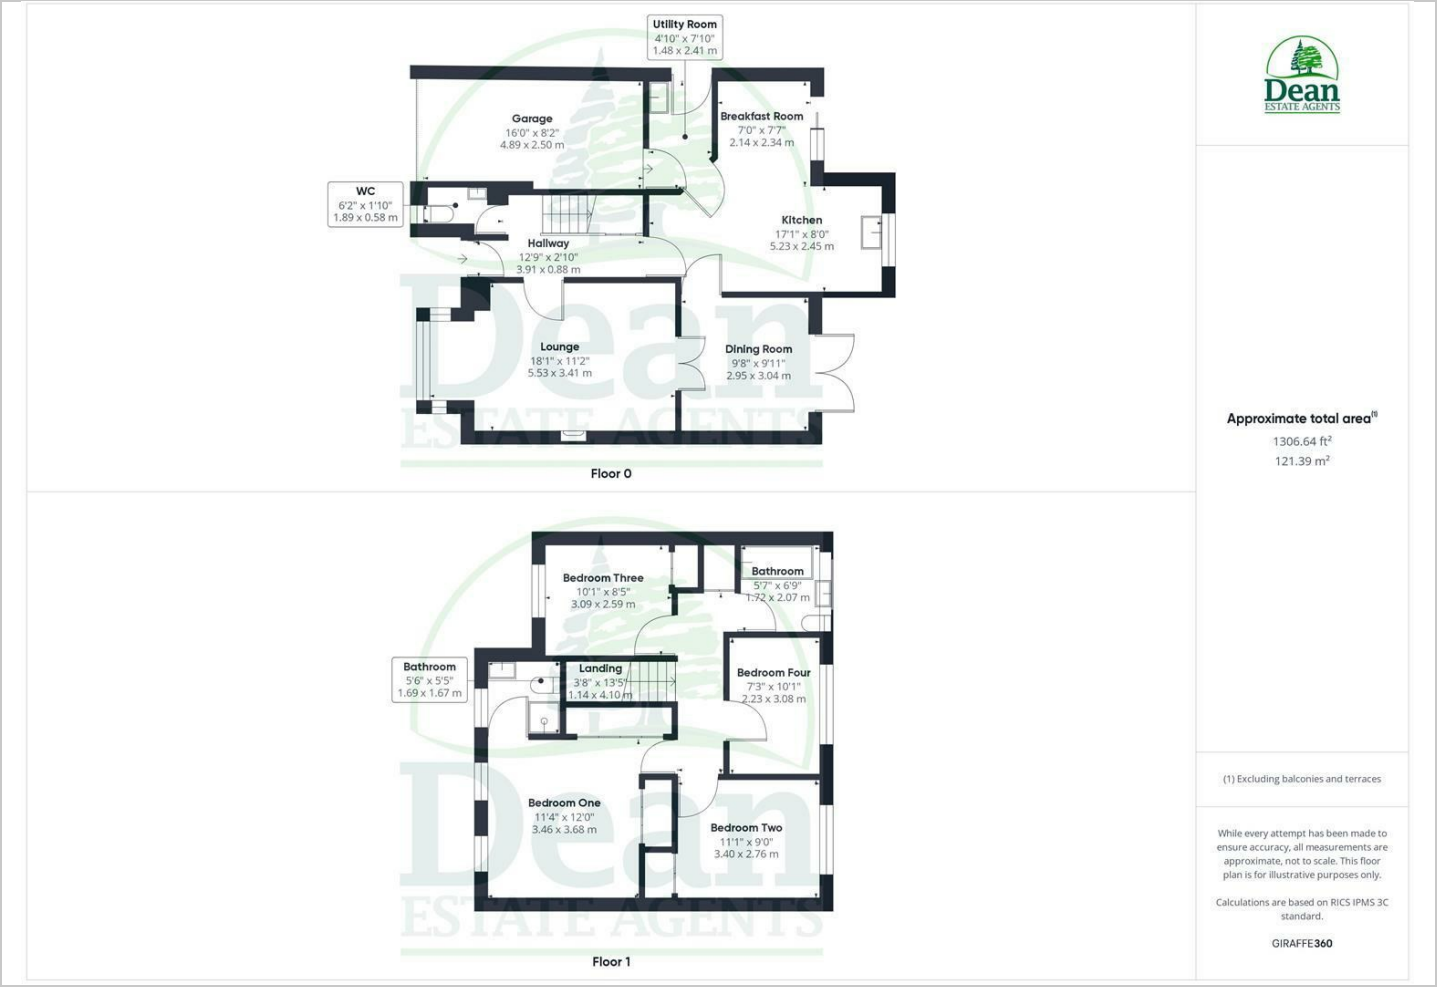 Utility Room
4'10" x 7'10"
1.48 x 2.41 m
Garage
16'0" x 8'2"
4.89 x 2.50 m
Breakfast Room
7'0" x 7'7"
2.14 x 2.34 m
WC
6'2" x 1'10"
1.89 x 0.58 m
Kitchen
17'1" x 8'0"
5.23 x 2.45 m
Hallway
12'9" x 2'10"
3.91 x 0.88 m
Lounge
18'1" x 11'2"
5.53 x 3.41 m
Dining Room
9'8" x 9'11"
2.95 x 3.04 m
Dean
ESTATE AGENTS
Floor 0
Bedroom Three
10'1" x 8'5"
3.09 x 2.59 m
Bathroom
5'7" x 6'9"
1.72 x 2.07 m
Bathroom
5'6" x 5'5"
1.69 x 1.67 m
Landing
3'8" x 13'5"
1.14 x 4.10 m
Bedroom Four
7'3" x 10'1"
2.23 x 3.08 m
Bedroom One
11'4" x 12'0"
3.46 x 3.68 m
Bedroom Two
11'1" x 9'0"
3.40 x 2.76 m
Dean
ESTATE AGENTS
Floor 1
Dean
ESTATE AGENTS
Approximate total area(1)
1306.64 ft²
121.39 m²
(1) Excluding balconies and terraces
While every attempt has been made to
ensure accuracy, all measurements are
approximate, not to scale. This floor
plan is for illustrative purposes only.
Calculations are based on RICS IPMS 3C
standard.
GIRAFFE360